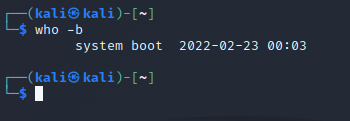 ┌──(kali㉿kali)-[~]
└─$ who -b
         system boot  2022-02-23 00:03
┌──(kali㉿kali)-[~]
└─$